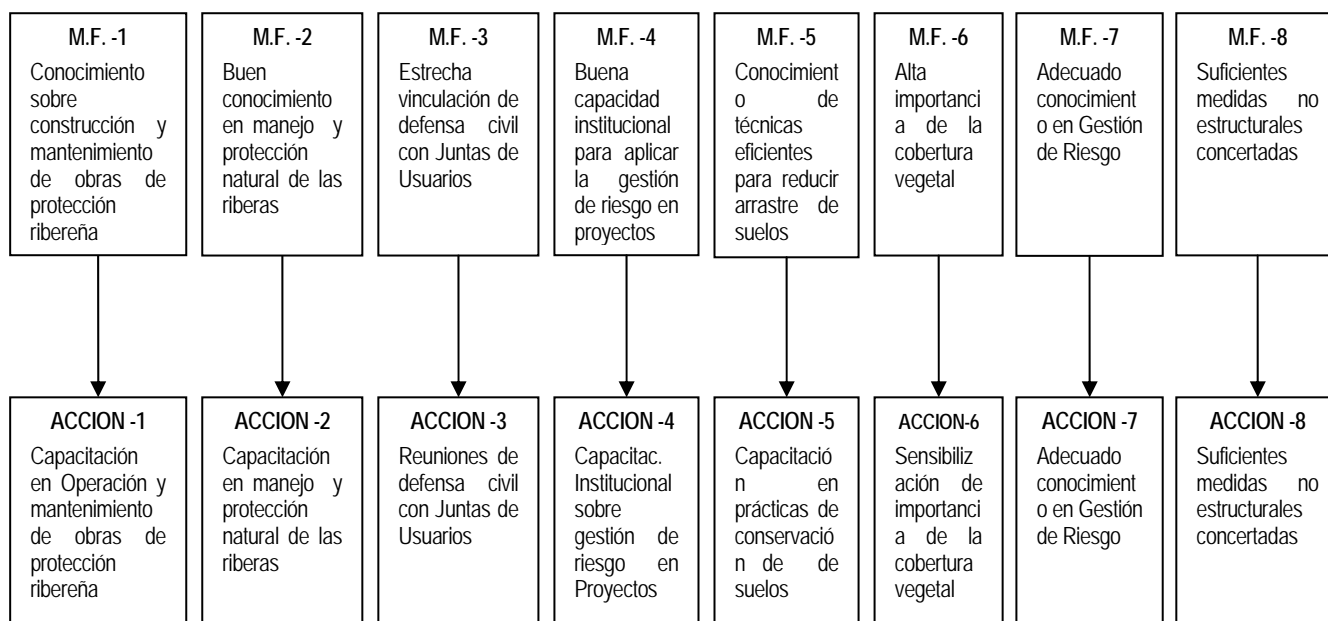 M.F. -1
Conocimiento
sobre
construcción y
mantenimiento
de obras de
protección
ribereña
M.F. -2
Buen
conocimiento
en manejo y
protección
natural de las
riberas
M.F. -3
Estrecha
vinculación de
defensa civil
con Juntas de
Usuarios
M.F. -4
Buena
capacidad
institucional
para aplicar
la gestión
de riesgo en
proyectos
M.F. -5
Conocimient
o de
técnicas
eficientes
para reducir
arrastre de
suelos
M.F. -6
Alta
importanci
a de la
cobertura
vegetal
M.F. -7
Adecuado
conocimient
o en Gestión
de Riesgo
M.F. -8
Suficientes
medidas no
estructurales
concertadas
ACCION -1
Capacitación
en Operación y
mantenimiento
de obras de
protección
ribereña
ACCION -2
Capacitación
en manejo y
protección
natural de las
riberas
ACCION -3
Reuniones de
defensa civil
con Juntas de
Usuarios
ACCION -4
Capacitac.
Institucional
sobre
gestión de
riesgo en
Proyectos
ACCION -5
Capacitació
n en
prácticas de
conservació
n de de
suelos
ACCION-6
Sensibiliz
ación de
importanci
a de la
cobertura
vegetal
ACCION -7
Adecuado
conocimient
o en Gestión
de Riesgo
ACCION -8
Suficientes
medidas no
estructurales
concertadas